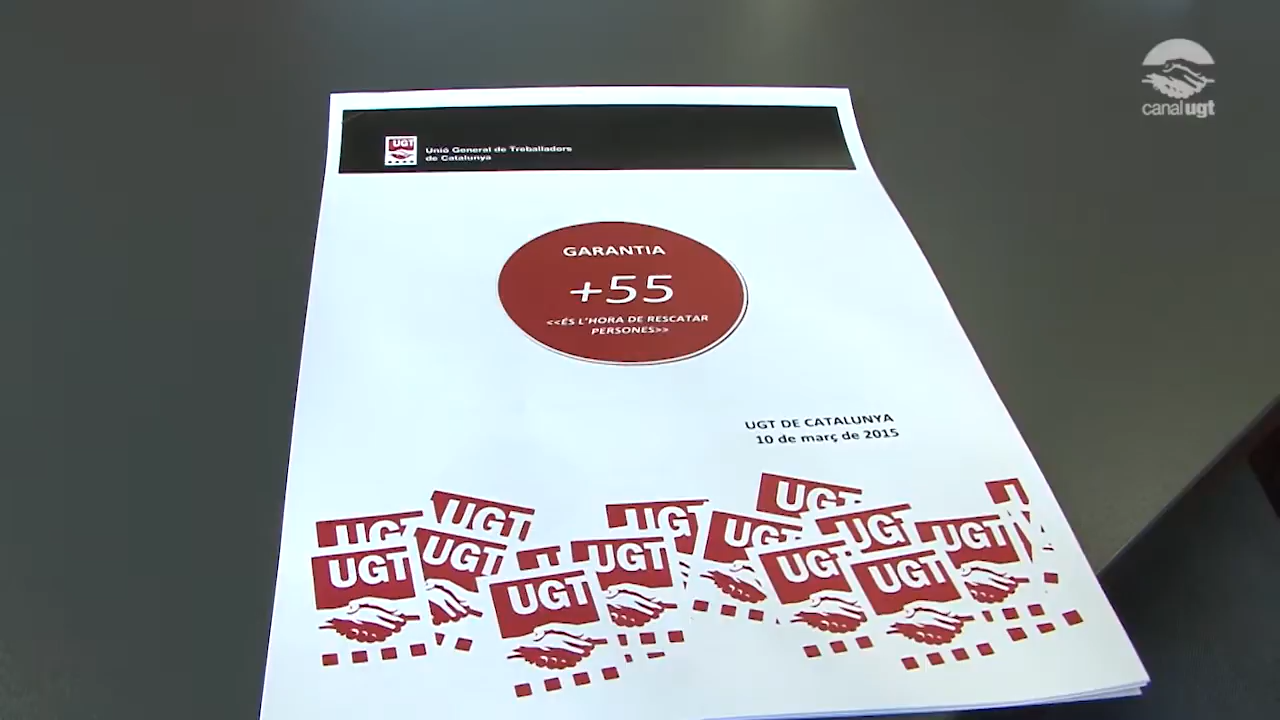 canalugt
UGT
Unió General de Treballadors
de Catalunya
GARANTIA
+55
<<ÉS L'HORA DE RESCATAR
PERSONES>>
UGT DE CATALUNYA
10 de març de 2015
UGT
UGT
UGT
UGT
UGT
UGT
UGT
UGT
UGT
UGT
UGT
UGT
UGT